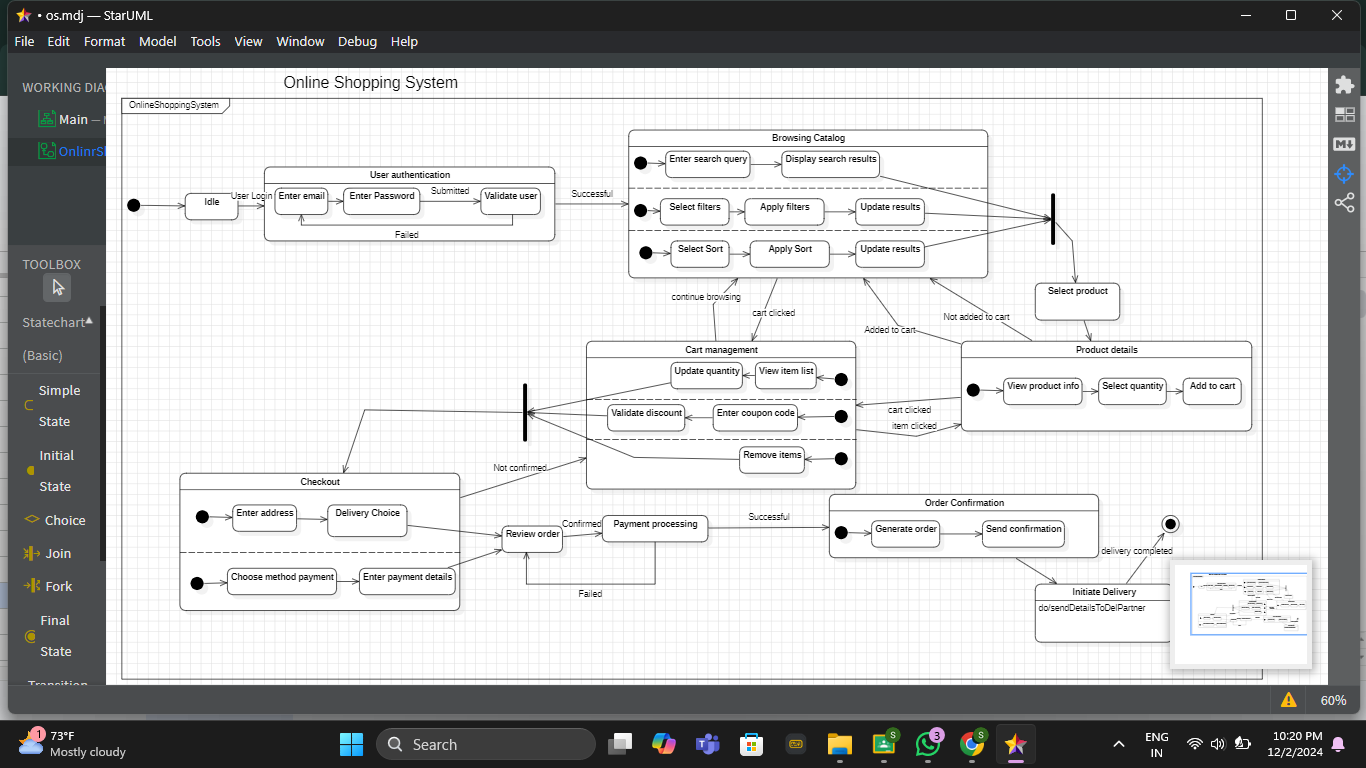 • os.mdj — StarUML
File Edit Format Model Tools View Window Debug Help
WORKING DIA
Main —
OnlinrSh
TOOLBOX
Statechart
(Basic)
Simple
State
Initial
State
Choice
Join
Fork
Final
State
Transition
Online Shopping System
OnlineShoppingSystem
Idle
User Login
User authentication
Enter email
Enter Password
Submitted
Validate user
Failed
Successful
Browsing Catalog
Enter search query
Display search results
Select filters
Apply filters
Update results
Select Sort
Apply Sort
Update results
Select product
continue browsing
cart clicked
Added to cart
Not added to cart
Cart management
Update quantity
View item list
Validate discount
Enter coupon code
Remove items
Product details
View product info
Select quantity
Add to cart
cart clicked
item clicked
Not confirmed
Checkout
Enter address
Delivery Choice
Choose method payment
Enter payment details
Review order
Confirmed
Payment processing
Failed
Successful
Order Confirmation
Generate order
Send confirmation
delivery completed
Initiate Delivery
do/sendDetailsToDelPartner
60%
1
73°F
Mostly cloudy
Search
S
3
S
ENG
IN
10:20 PM
12/2/2024